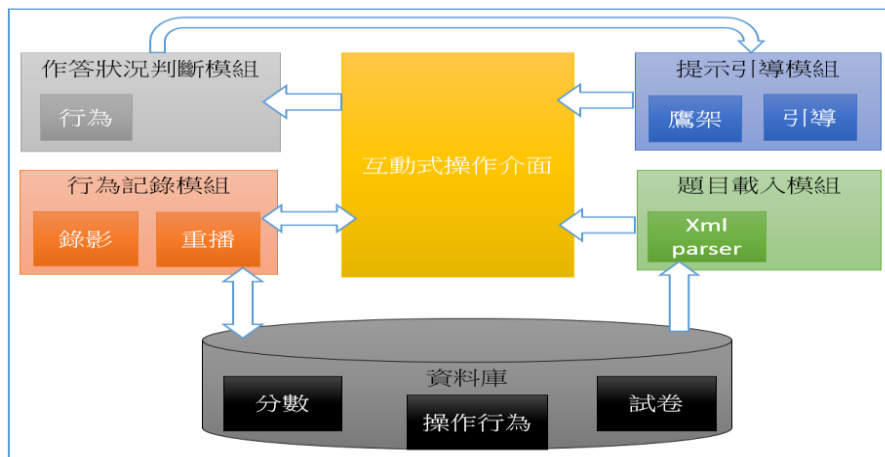 作答狀況判斷模組
行為
提示引導模組
鷹架
引導
互動式操作介面
行為記錄模組
錄影
重播
題目載入模組
Xml
parser
資料庫
分數
操作行為
試卷